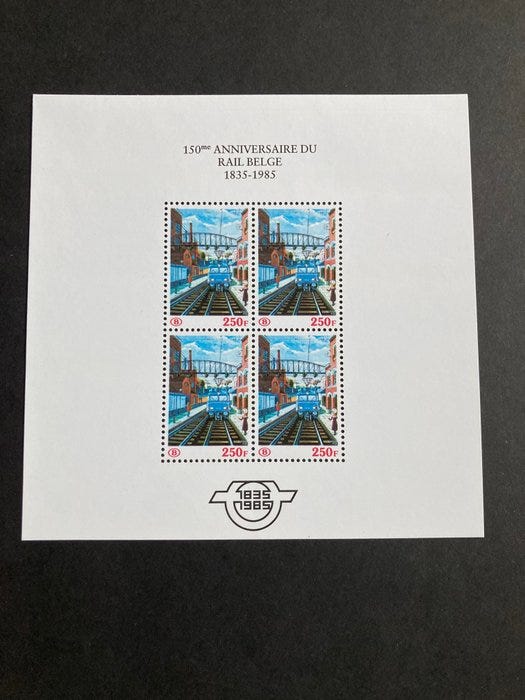 150me ANNIVERSAIRE DU
RAIL BELGE
1835-1985
B 250F B 250F
B 250F B 250F
1835
1985